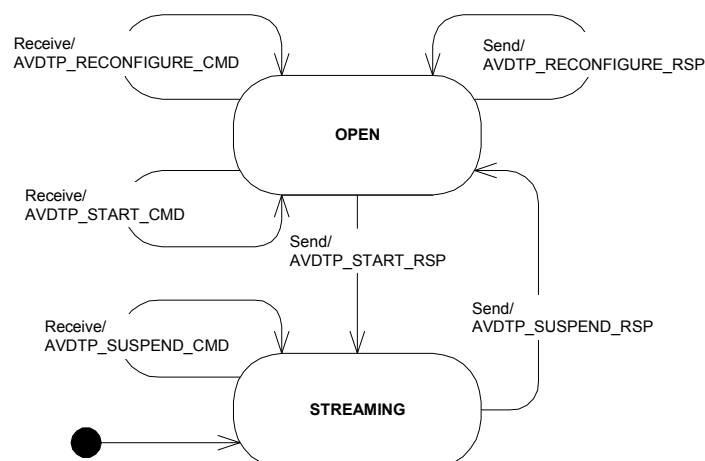 Receive/
AVDTP_RECONFIGURE_CMD
Send/
AVDTP_RECONFIGURE_RSP
OPEN
Receive/
AVDTP_START_CMD
Send/
AVDTP_START_RSP
Send/
AVDTP_SUSPEND_RSP
Receive/
AVDTP_SUSPEND_CMD
STREAMING